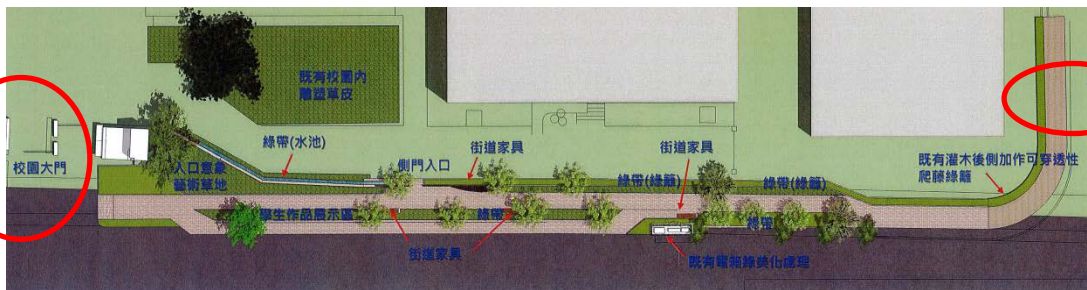 既有校園內
雕塑草皮
綠帶(水池)
街道家具
側門入口
街道家具
校園大門
入口意象
藝術草地
既有灌木後側加作可穿透性
爬藤綠籬
綠帶(綠籬)
綠帶(綠籬)
學生作品展示區
綠帶
綠帶
街道家具
既有電箱綠美化處理